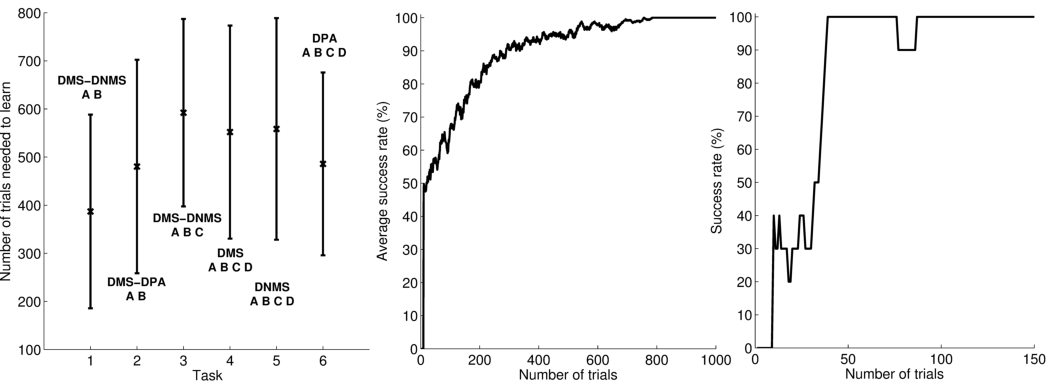 Number of trials needed to learn
800
700
600
500
400
300
200
100
DMS-DNMS
A B
DMS-DPA
A B
DMS-DNMS
A B C
DMS
A B C D
DNMS
A B C D
DPA
A B C D
1 2 3 4 5 6
Task
Average success rate (%)
100
90
80
70
60
50
40
30
20
10
0
0 200 400 600 800 1000
Number of trials
Success rate (%)
100
90
80
70
60
50
40
30
20
10
0
0 50 100 150
Number of trials